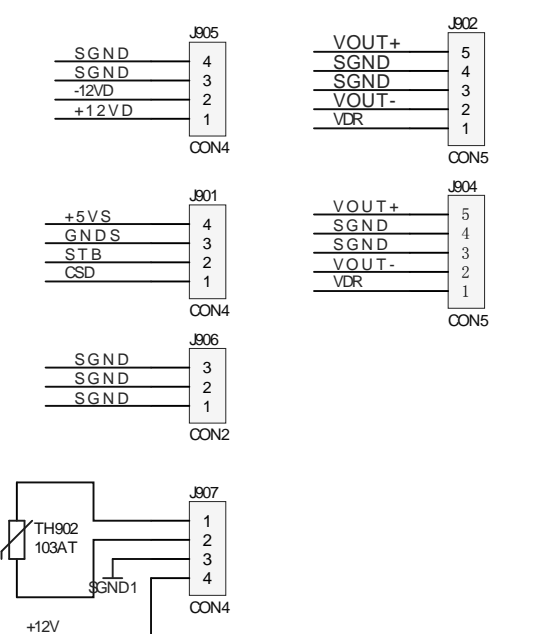 J905
SGND 4
SGND 3
-12VD 2
+12VD 1
CON4
J902
VOUT+ 5
SGND 4
SGND 3
VOUT- 2
VDR 1
CON5
J901
+5VS 4
GNDS 3
STB 2
CSD 1
CON4
J904
VOUT+ 5
SGND 4
SGND 3
VOUT- 2
VDR 1
CON5
J906
SGND 3
SGND 2
SGND 1
CON2
J907
1
TH902 2
103AT 3
SGND1 4
CON4
+12V